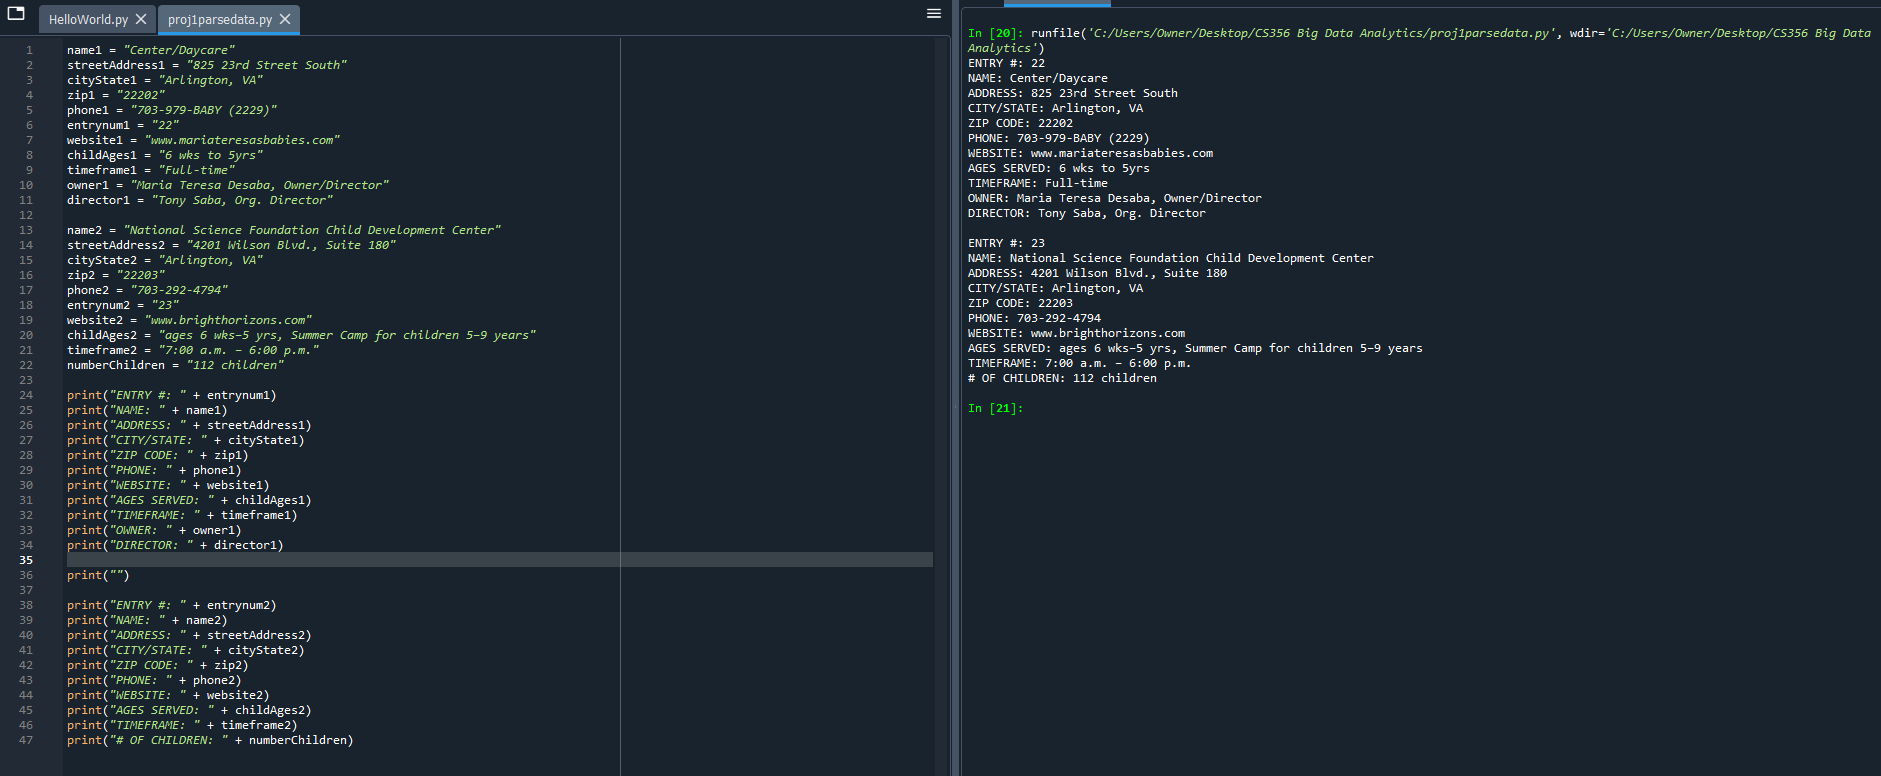 HelloWorld.py
proj1parsedata.py
1 name1 = "Center/Daycare"
2 streetAddress1 = "825 23rd Street South"
3 cityState1 = "Arlington, VA"
4 zip1 = "22202"
5 phone1 = "703-979-BABY (2229)"
6 entrynum1 = "22"
7 website1 = "www.mariateresasbabies.com"
8 childAges1 = "6 wks to 5yrs"
9 timeframe1 = "Full-time"
10 owner1 = "Maria Teresa Desaba, Owner/Director"
11 director1 = "Tony Saba, Org. Director"
12
13 name2 = "National Science Foundation Child Development Center"
14 streetAddress2 = "4201 Wilson Blvd., Suite 180"
15 cityState2 = "Arlington, VA"
16 zip2 = "22203"
17 phone2 = "703-292-4794"
18 entrynum2 = "23"
19 website2 = "www.brighthorizons.com"
20 childAges2 = "ages 6 wks–5 yrs, Summer Camp for children 5–9 years"
21 timeframe2 = "7:00 a.m. – 6:00 p.m."
22 numberChildren = "112 children"
23
24 print("ENTRY #: " + entrynum1)
25 print("NAME: " + name1)
26 print("ADDRESS: " + streetAddress1)
27 print("CITY/STATE: " + cityState1)
28 print("ZIP CODE: " + zip1)
29 print("PHONE: " + phone1)
30 print("WEBSITE: " + website1)
31 print("AGES SERVED: " + childAges1)
32 print("TIMEFRAME: " + timeframe1)
33 print("OWNER: " + owner1)
34 print("DIRECTOR: " + director1)
35
36 print("")
37
38 print("ENTRY #: " + entrynum2)
39 print("NAME: " + name2)
40 print("ADDRESS: " + streetAddress2)
41 print("CITY/STATE: " + cityState2)
42 print("ZIP CODE: " + zip2)
43 print("PHONE: " + phone2)
44 print("WEBSITE: " + website2)
45 print("AGES SERVED: " + childAges2)
46 print("TIMEFRAME: " + timeframe2)
47 print("# OF CHILDREN: " + numberChildren)
In [20]: runfile('C:/Users/Owner/Desktop/CS356 Big Data Analytics/proj1parsedata.py', wdir='C:/Users/Owner/Desktop/CS356 Big Data
Analytics')
ENTRY #: 22
NAME: Center/Daycare
ADDRESS: 825 23rd Street South
CITY/STATE: Arlington, VA
ZIP CODE: 22202
PHONE: 703-979-BABY (2229)
WEBSITE: www.mariateresasbabies.com
AGES SERVED: 6 wks to 5yrs
TIMEFRAME: Full-time
OWNER: Maria Teresa Desaba, Owner/Director
DIRECTOR: Tony Saba, Org. Director
ENTRY #: 23
NAME: National Science Foundation Child Development Center
ADDRESS: 4201 Wilson Blvd., Suite 180
CITY/STATE: Arlington, VA
ZIP CODE: 22203
PHONE: 703-292-4794
WEBSITE: www.brighthorizons.com
AGES SERVED: ages 6 wks–5 yrs, Summer Camp for children 5–9 years
TIMEFRAME: 7:00 a.m. – 6:00 p.m.
# OF CHILDREN: 112 children
In [21]: